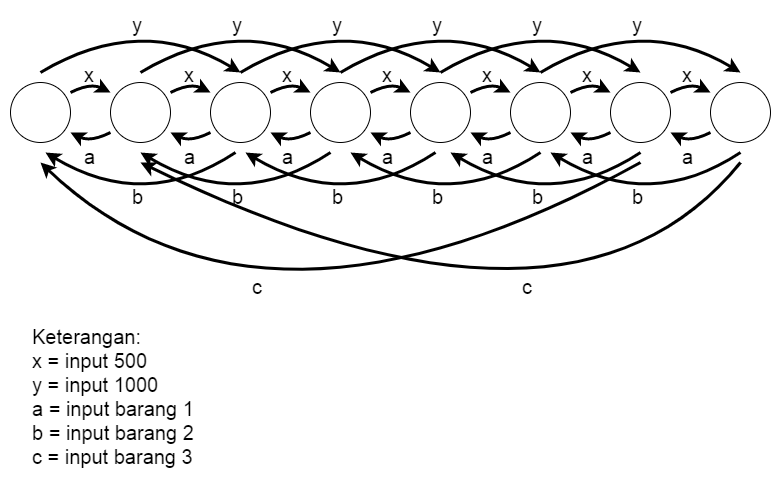 y y y y y y
x x x x x x x
a a a a a a a
b b b b b b
c c
Keterangan:
x = input 500
y = input 1000
a = input barang 1
b = input barang 2
c = input barang 3